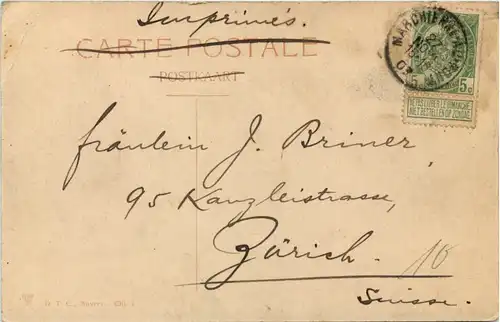 Imprimés.
CARTE POSTALE
POSTKAART
MARCHIENNE
5c
NE PAS LIVRER LE DIMANCHE
NIET BESTELLEN OP ZONDAG
Fräulein J. Briner,
95 Kanzleistrasse,
Zürich.
10
Suisse.